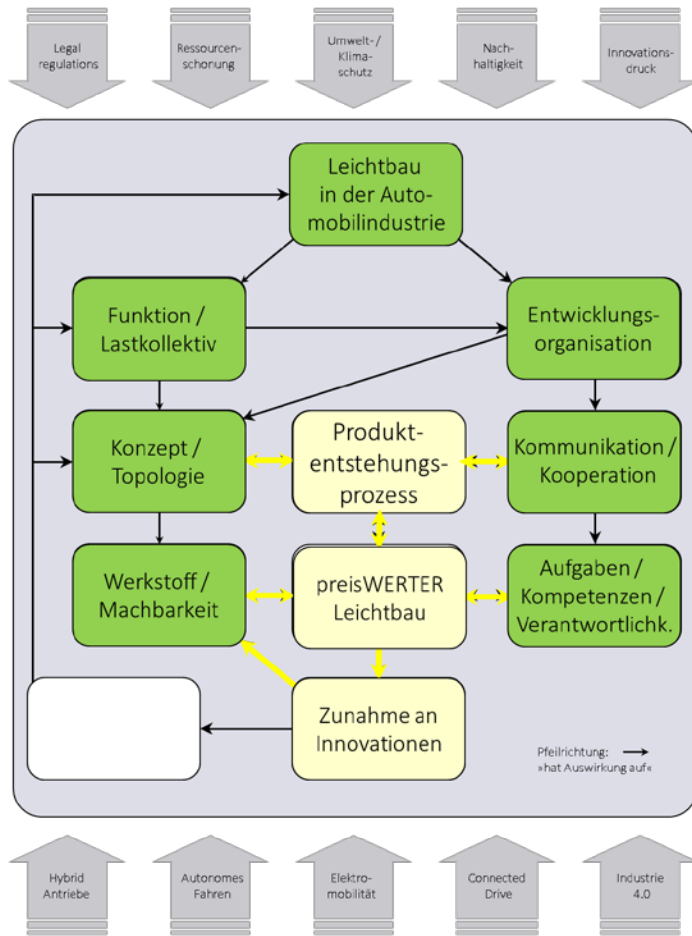 Legal
regulations
Ressourcen-
schonung
Umwelt-/
Klima-
schutz
Nach-
haltigkeit
Innovations-
druck
Leichtbau
in der Auto-
mobilindustrie
Funktion /
Lastkollektiv
Entwicklungs-
organisation
Konzept /
Topologie
Produkt-
entstehungs-
prozess
Kommunikation /
Kooperation
Werkstoff /
Machbarkeit
preisWERTER
Leichtbau
Aufgaben /
Kompetenzen /
Verantwortlichk.
Zunahme an
Innovationen
Pfeilrichtung:
»hat Auswirkung auf«
Hybrid
Antriebe
Autonomes
Fahren
Elektro-
mobilität
Connected
Drive
Industrie
4.0